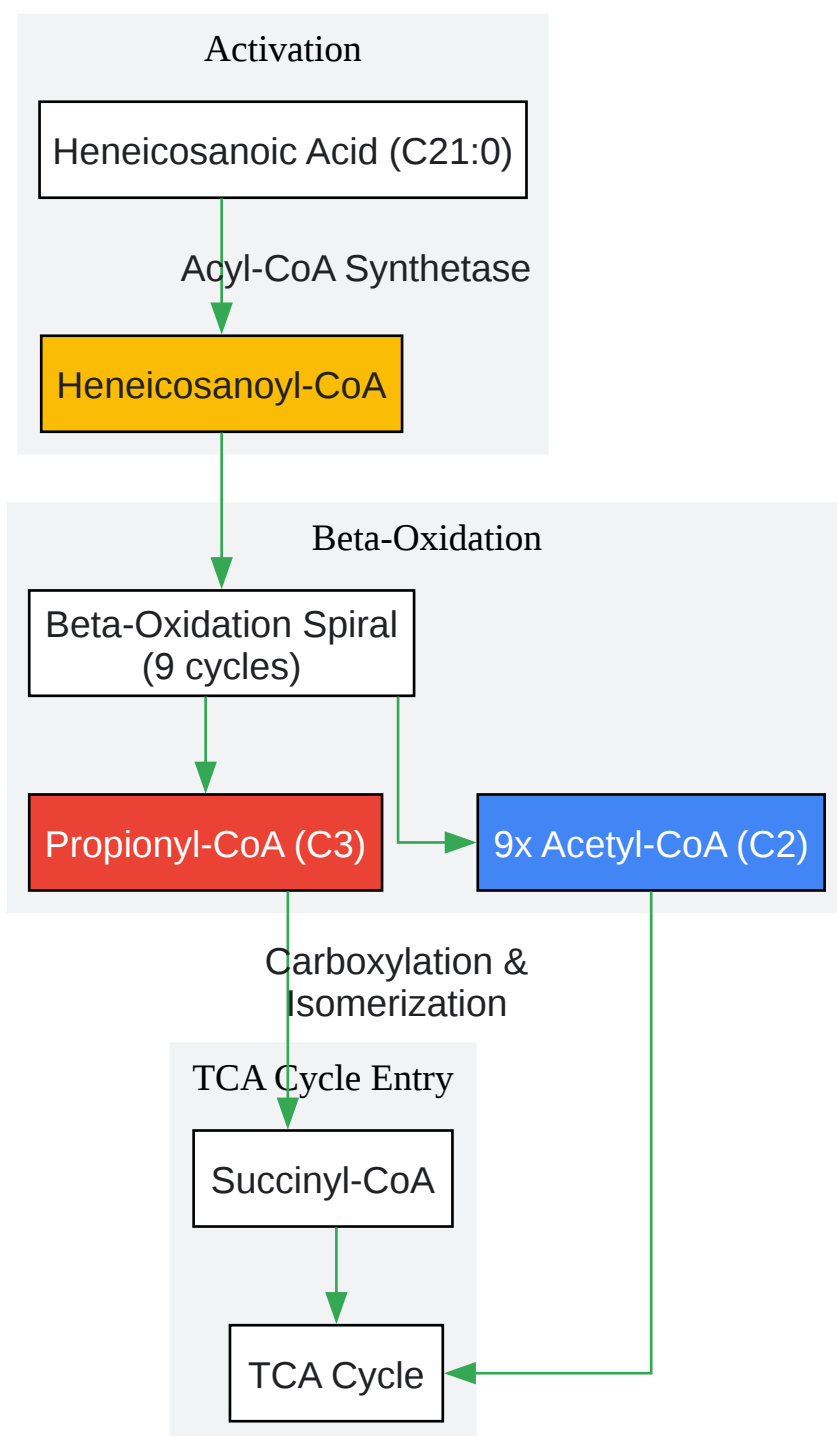 Activation
Heneicosanoic Acid (C21:0)
Acyl-CoA Synthetase
Heneicosanoyl-CoA
Beta-Oxidation
Beta-Oxidation Spiral
(9 cycles)
Propionyl-CoA (C3)
9x Acetyl-CoA (C2)
Carboxylation &
Isomerization
TCA Cycle Entry
Succinyl-CoA
TCA Cycle